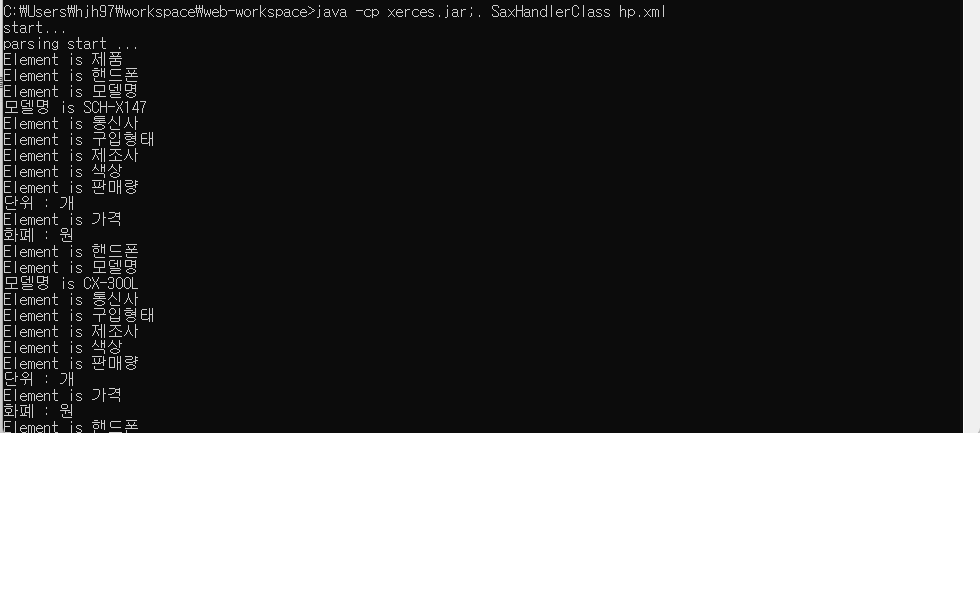 C:₩Users₩hjh97₩workspace₩web-workspace>java -cp xerces.jar;. SaxHandlerClass hp.xml
start...
parsing start ...
Element is 제품
Element is 핸드폰
Element is 모델명
모델명 is SCH-X147
Element is 통신사
Element is 구입형태
Element is 제조사
Element is 색상
Element is 판매량
단위 : 개
Element is 가격
화폐 : 원
Element is 핸드폰
Element is 모델명
모델명 is CX-300L
Element is 통신사
Element is 구입형태
Element is 제조사
Element is 색상
Element is 판매량
단위 : 개
Element is 가격
화폐 : 원
Element is 핸드폰